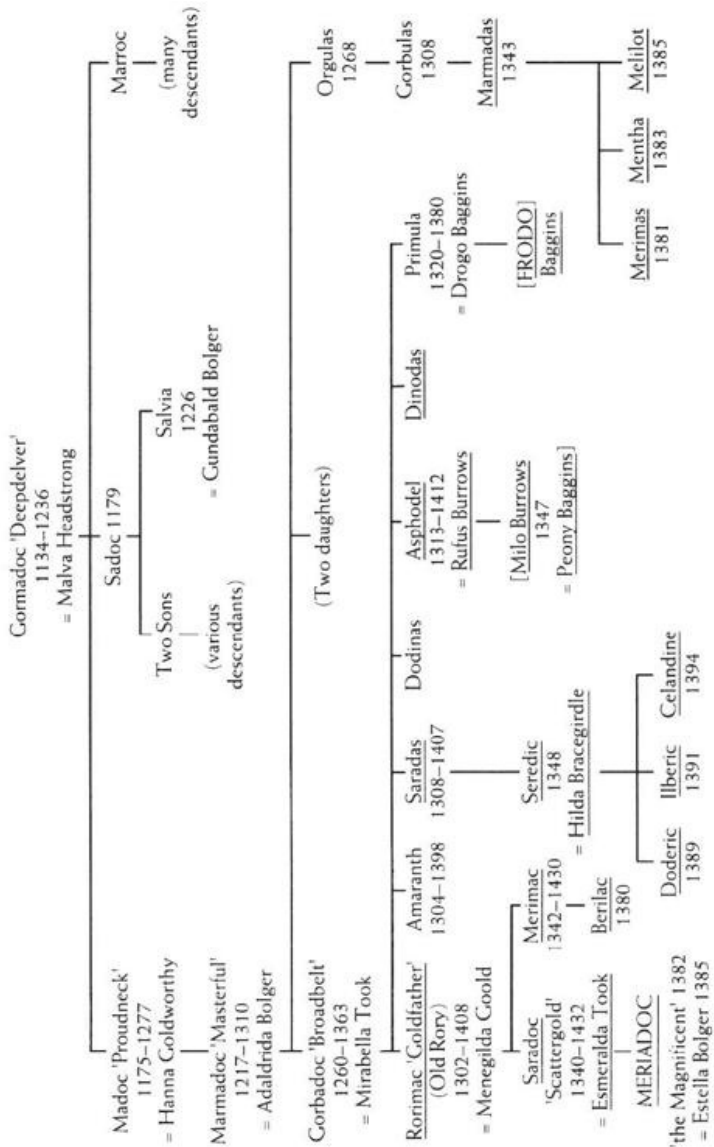 Gormadoc 'Deepdelver'
1134–1236
= Malva Headstrong
Madoc 'Proudneck'
1175–1277
= Hanna Goldworthy
Sadoc 1179
Marroc
(many
descendants)
Two Sons
(various
descendants)
Salvia
1226
= Gundabald Bolger
Marmadoc 'Masterful'
1217–1310
= Adaldrida Bolger
Gorbadoc 'Broadbelt'
1260–1363
= Mirabella Took
(Two daughters)
Orgulas
1268
Gorbulas
1308
Marmadas
1343
Merimas
1381
Mentha
1383
Melilot
1385
Rorimac 'Goldfather'
(Old Rory)
1302–1408
= Menegilda Goold
Amaranth
1304–1398
Saradas
1308–1407
Dodinas
Asphodel
1313–1412
= Rufus Burrows
Dinodas
Primula
1320–1380
= Drogo Baggins
[Milo Burrows
1347
= Peony Baggins]
[FRODO]
Baggins
Saradoc
'Scattergold'
1340–1432
= Esmeralda Took
Merimac
1342–1430
Berilac
1380
Seredic
1348
= Hilda Bracegirdle
Doderic
1389
Ilberic
1391
Celandine
1394
MERIADOC
'the Magnificent' 1382
= Estella Bolger 1385